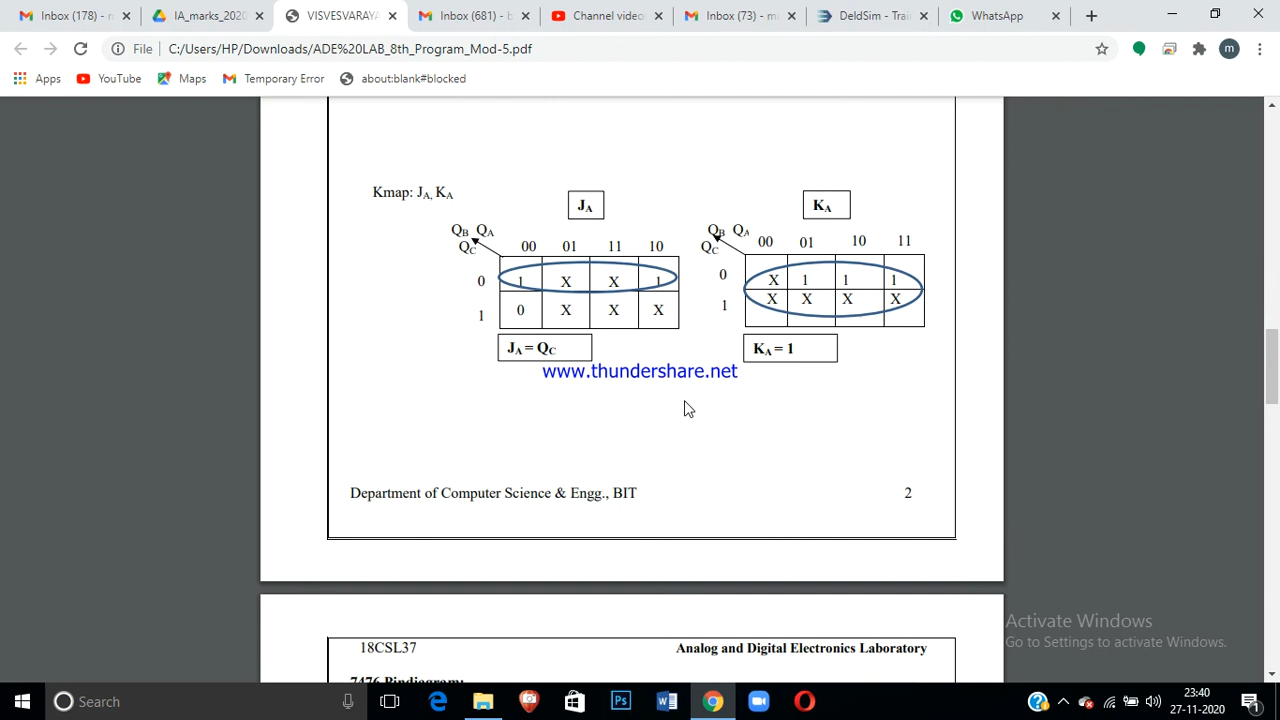 Inbox (178) - m
IA_marks_2020
VISVESVARAYA
Inbox (681) - i
Channel video
Inbox (73) - m
DeldSim - Trai
WhatsApp
File
C:/Users/HP/Downloads/ADE%20LAB_8th_Program_Mod-5.pdf
m
Apps
YouTube
Maps
Temporary Error
about:blank#blocked
Kmap: JA, KA
JA
KA
QB QA
QC
00 01 11 10
0 1 X X 1
1 0 X X X
JA = QC
QB QA
QC
00 01 10 11
0 X 1 1 1
1 X X X X
KA = 1
www.thundershare.net
Department of Computer Science & Engg., BIT 2
18CSL37 Analog and Digital Electronics Laboratory
7476 Pindiagram:
Activate Windows
Go to Settings to activate Windows.
Search
23:40
27-11-2020
1